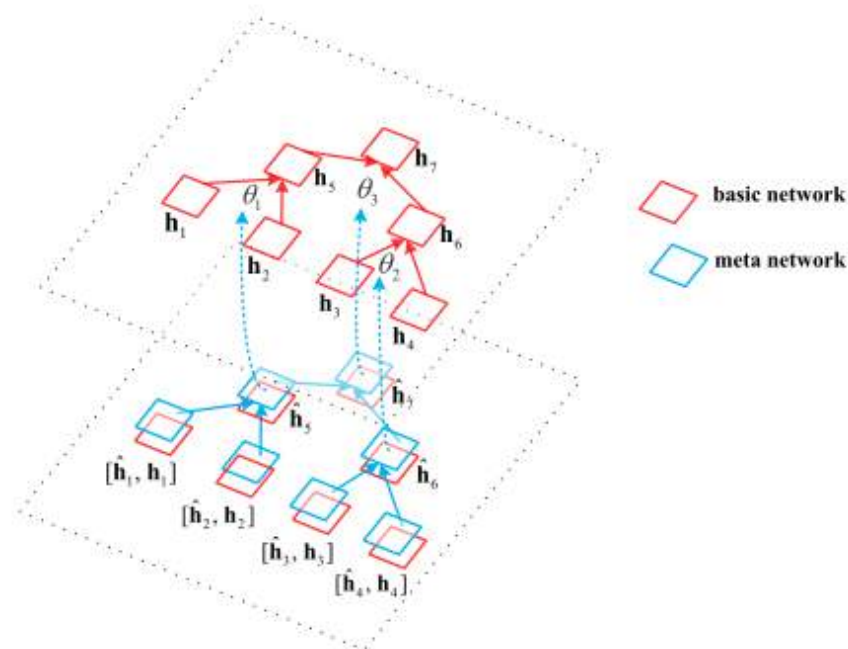 h₇
h₅
θ₁
θ₃
basic network
h₁
h₆
h₂
meta network
θ₂
h₃
h₄
ĥ₇
ĥ₅
ĥ₆
[ĥ₁, h₁]
[ĥ₂, h₂]
[ĥ₃, h₃]
[ĥ₄, h₄]